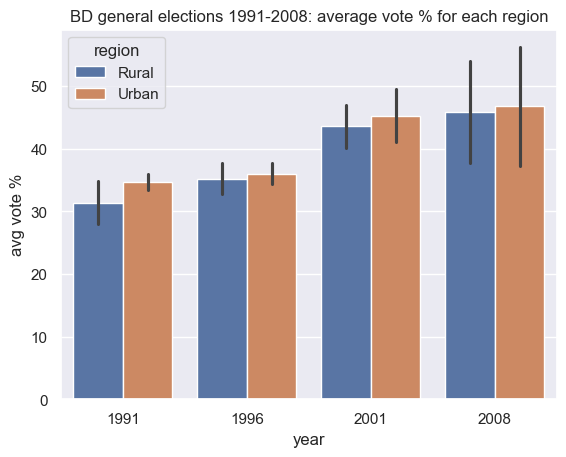 BD general elections 1991-2008: average vote % for each region
region
Rural
Urban
avg vote %
50
40
30
20
10
0
1991 1996 2001 2008
year